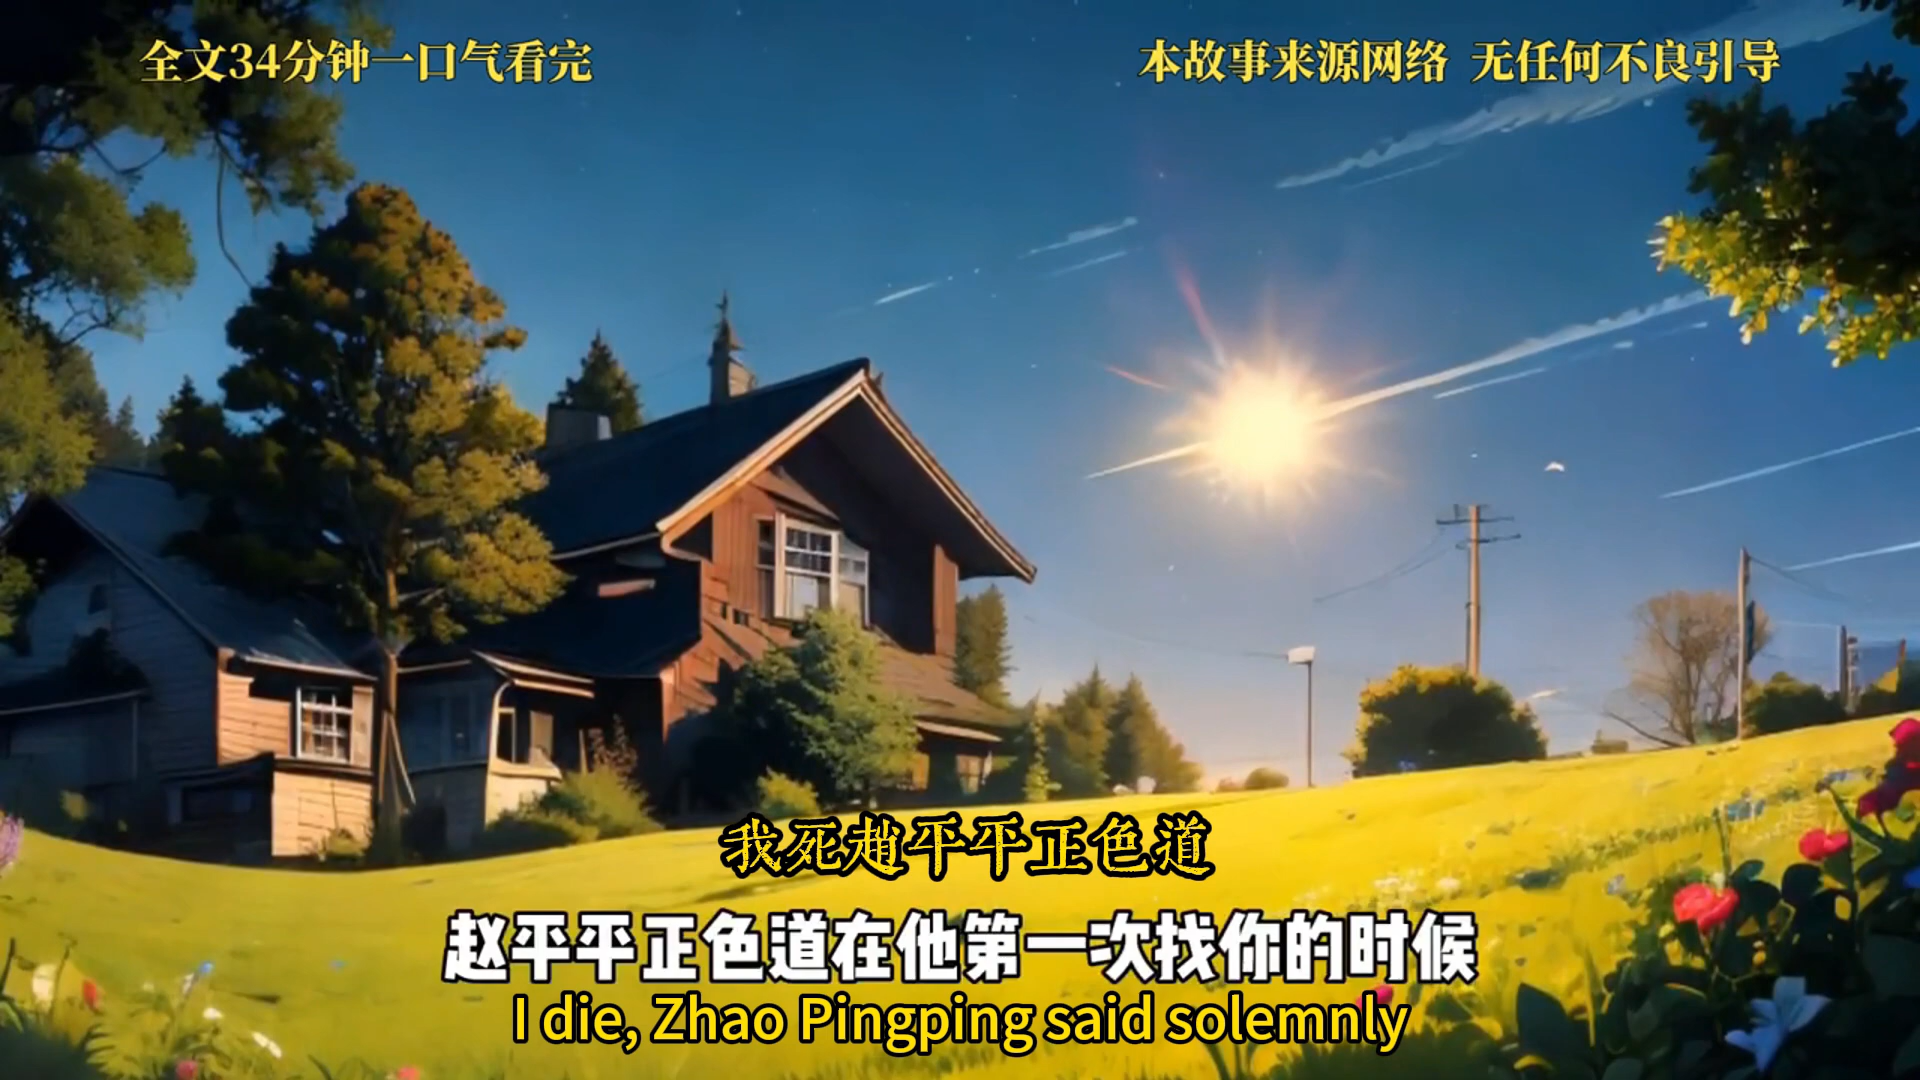 全文34分钟一口气看完
本故事来源网络 无任何不良引导
我死趙平平正色道
赵平平正色道在他第一次找你的时候
I die, Zhao Pingping said solemnly